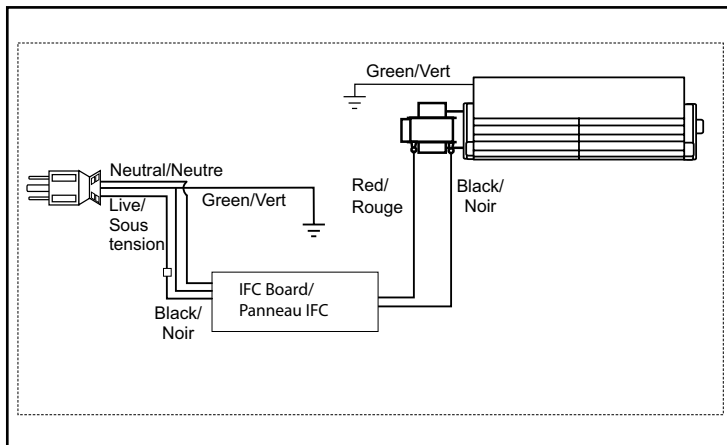 Green/Vert
Neutral/Neutre
Green/Vert
Live/
Sous
tension
Red/
Rouge
Black/
Noir
IFC Board/
Panneau IFC
Black/
Noir